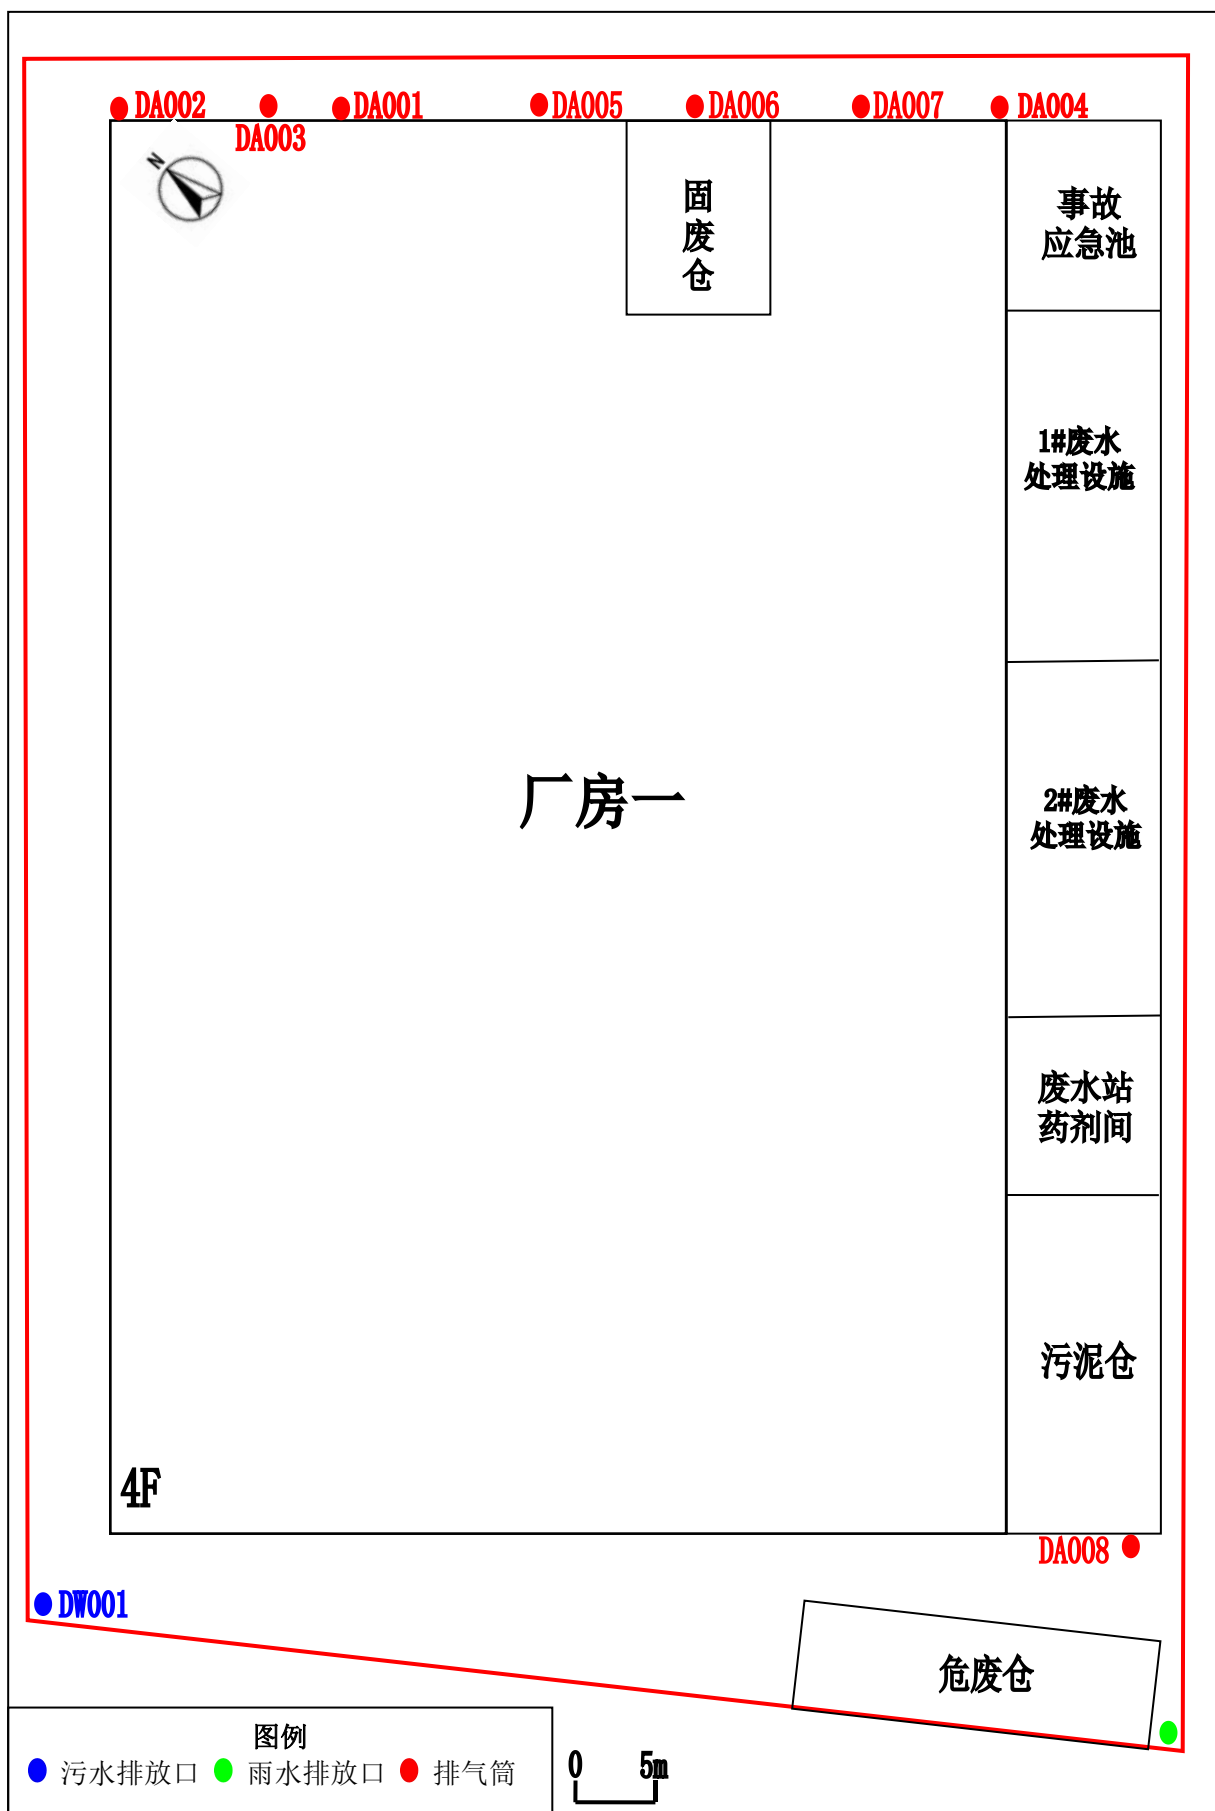 DA002
DA003
DA001
DA005
DA006
DA007
DA004
N
固
废
仓
事故
应急池
1#废水
处理设施
厂房一
2#废水
处理设施
废水站
药剂间
污泥仓
4F
DA008
DW001
危废仓
图例
污水排放口 雨水排放口 排气筒
0 5m